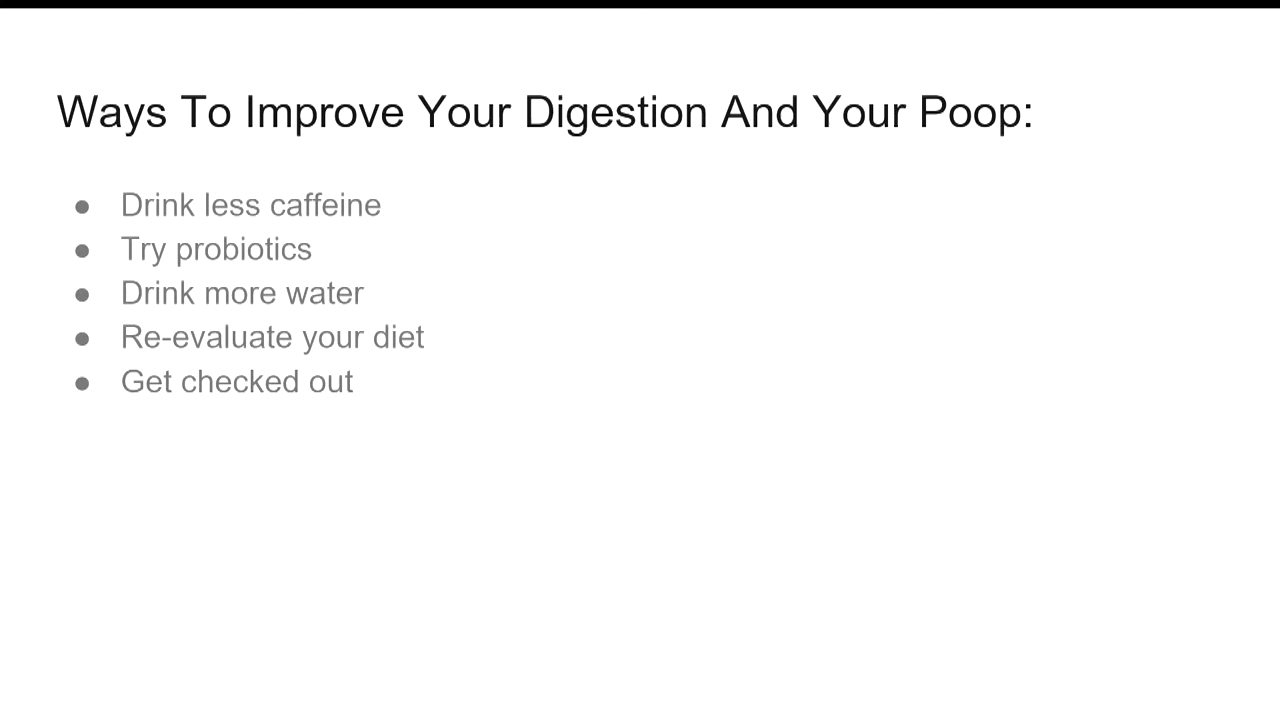 Ways To Improve Your Digestion And Your Poop:
● Drink less caffeine
● Try probiotics
● Drink more water
● Re-evaluate your diet
● Get checked out